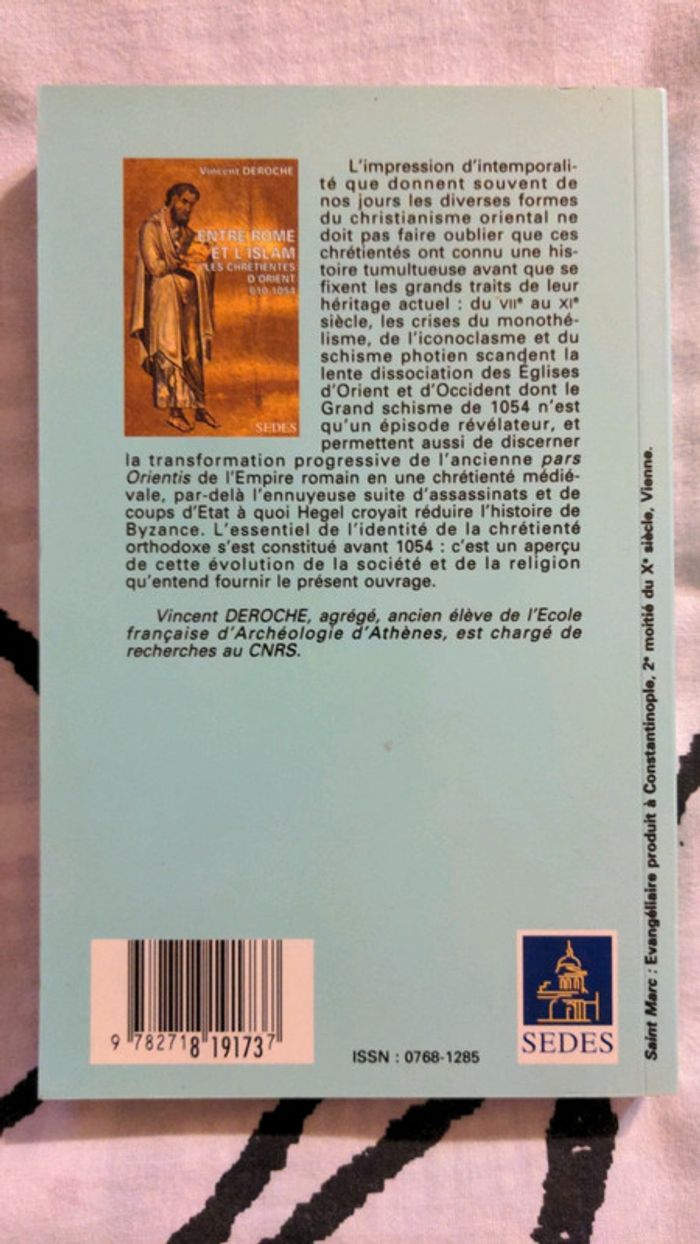 Vincent DEROCHE
ENTRE ROME
ET L'ISLAM
LES CHRÉTIENTÉS
D'ORIENT
610-1054
SEDES
L'impression d'intemporali-
té que donnent souvent de
nos jours les diverses formes
du christianisme oriental ne
doit pas faire oublier que ces
chrétientés ont connu une his-
toire tumultueuse avant que se
fixent les grands traits de leur
héritage actuel : du VIIe au XIe
siècle, les crises du monothé-
lisme, de l'iconoclasme et du
schisme photien scandent la
lente dissociation des Églises
d'Orient et d'Occident dont le
Grand schisme de 1054 n'est
qu'un épisode révélateur, et
permettent aussi de discerner
la transformation progressive de l'ancienne pars
Orientis de l'Empire romain en une chrétienté médié-
vale, par-delà l'ennuyeuse suite d'assassinats et de
coups d'Etat à quoi Hegel croyait réduire l'histoire de
Byzance. L'essentiel de l'identité de la chrétienté
orthodoxe s'est constitué avant 1054 : c'est un aperçu
de cette évolution de la société et de la religion
qu'entend fournir le présent ouvrage.
Vincent DEROCHE, agrégé, ancien élève de l'Ecole
française d'Archéologie d'Athènes, est chargé de
recherches au CNRS.
9 782718 191737
ISSN : 0768-1285
SEDES
Saint Marc : Evangéliaire produit à Constantinople, 2e moitié du Xe siècle, Vienne.